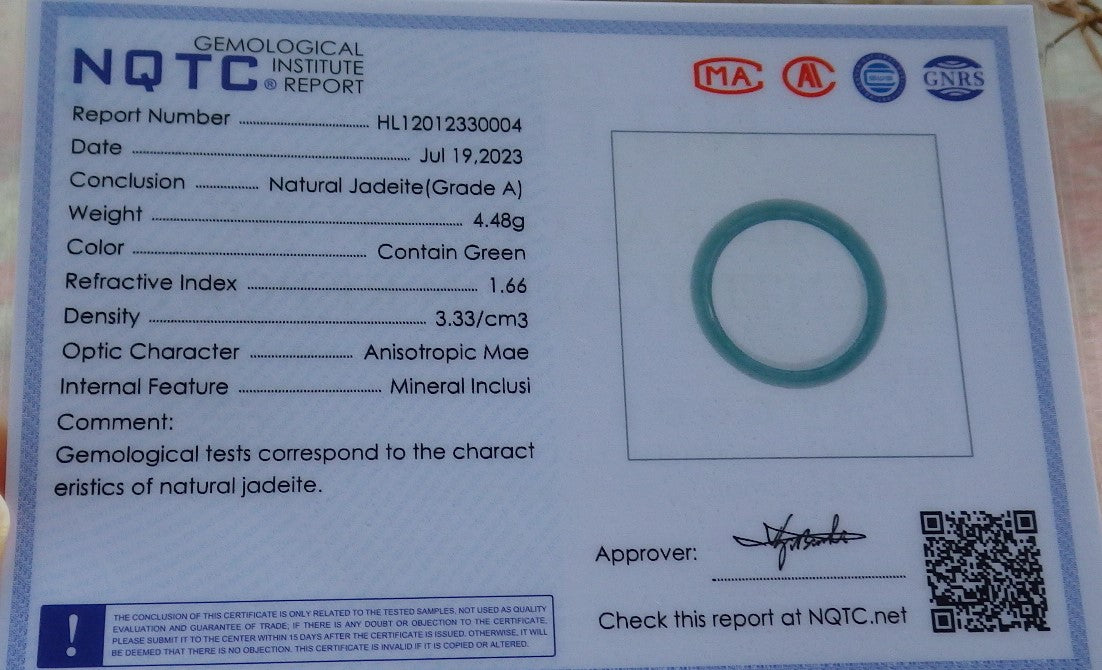 NQTC® GEMOLOGICAL INSTITUTE REPORT
MA
AL
GNRS
Report Number HL12012330004
Date Jul 19,2023
Conclusion Natural Jadeite(Grade A)
Weight 4.48g
Color Contain Green
Refractive Index 1.66
Density 3.33/cm3
Optic Character Anisotropic Mae
Internal Feature Mineral Inclusi
Comment:
Gemological tests correspond to the charact
eristics of natural jadeite.
Approver:
Check this report at NQTC.net
! THE CONCLUSION OF THIS CERTIFICATE IS ONLY RELATED TO THE TESTED SAMPLES, NOT USED AS QUALITY
EVALUATION AND GUARANTEE OF TRADE; IF THERE IS ANY DOUBT OR OBJECTION TO THE CERTIFICATE,
PLEASE SUBMIT IT TO THE CENTER WITHIN 15 DAYS AFTER THE CERTIFICATE IS ISSUED. OTHERWISE, IT WILL
BE DEEMED THAT THERE IS NO OBJECTION. THIS CERTIFICATE IS INVALID IF IT IS COPIED OR ALTERED.